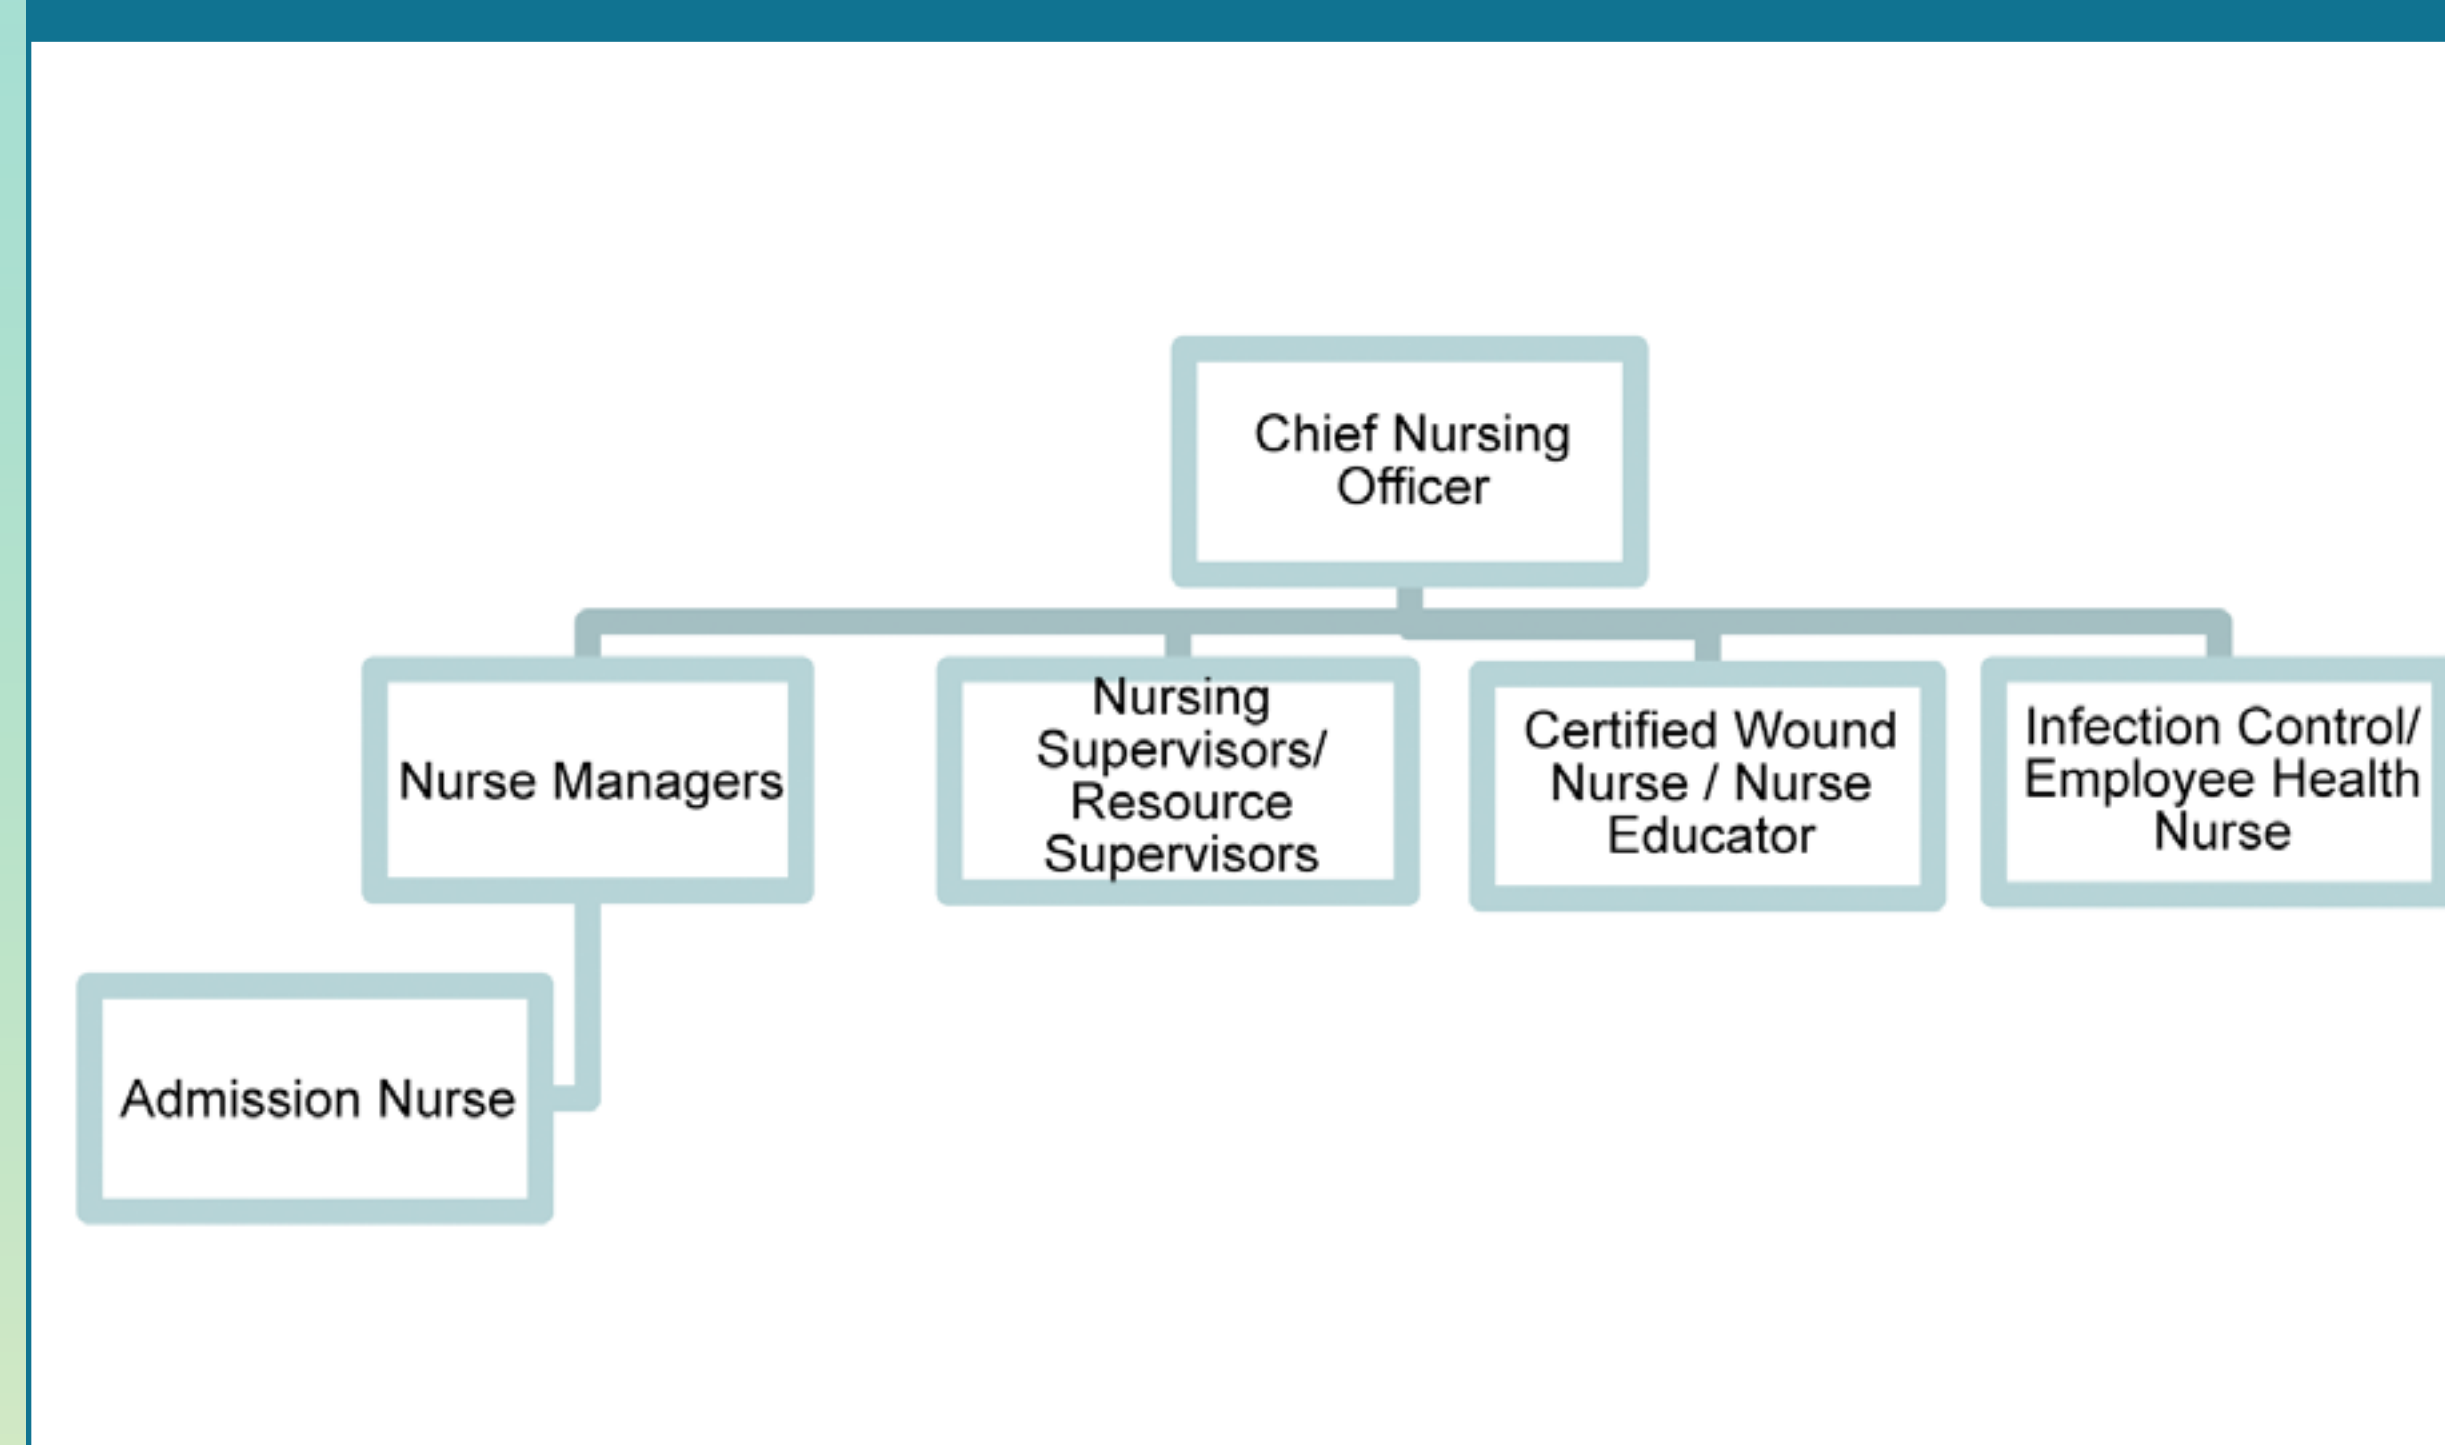 Chief Nursing
Officer
Nurse Managers
Nursing
Supervisors/
Resource
Supervisors
Certified Wound
Nurse / Nurse
Educator
Infection Control/
Employee Health
Nurse
Admission Nurse